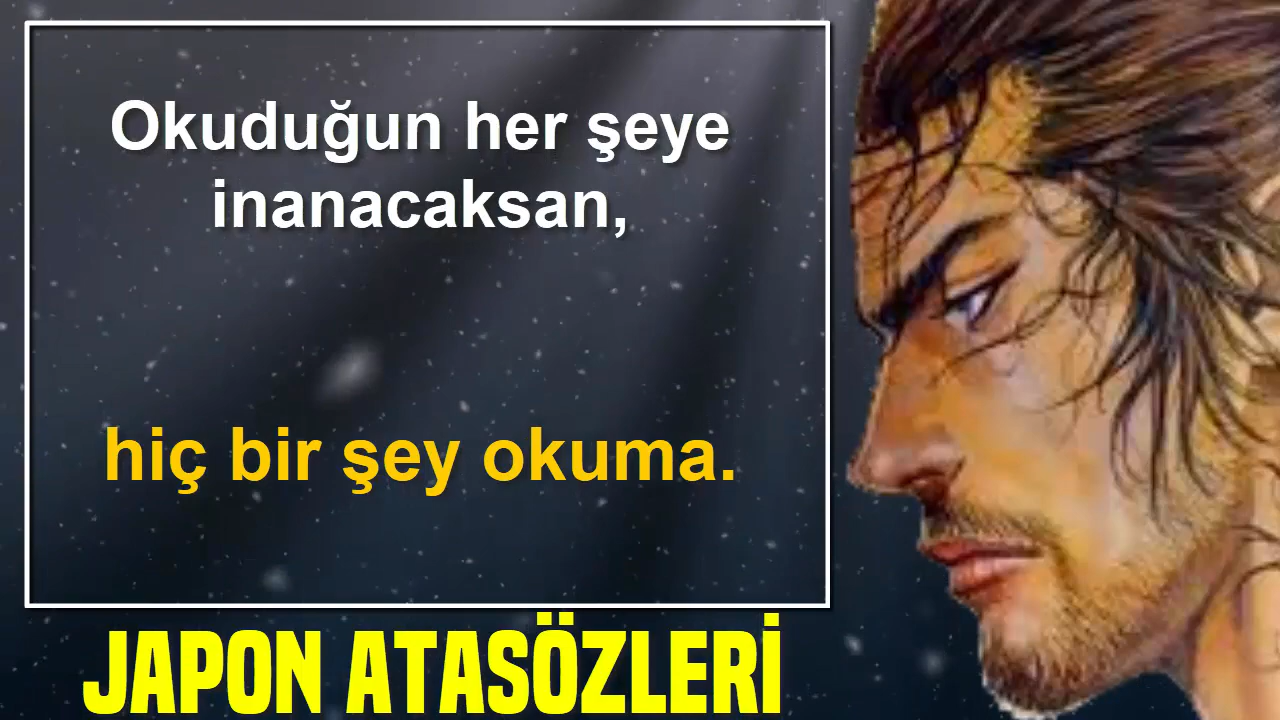 Okuduğun her şeye
inanacaksan,
hiç bir şey okuma.
JAPON ATASÖZLERİ